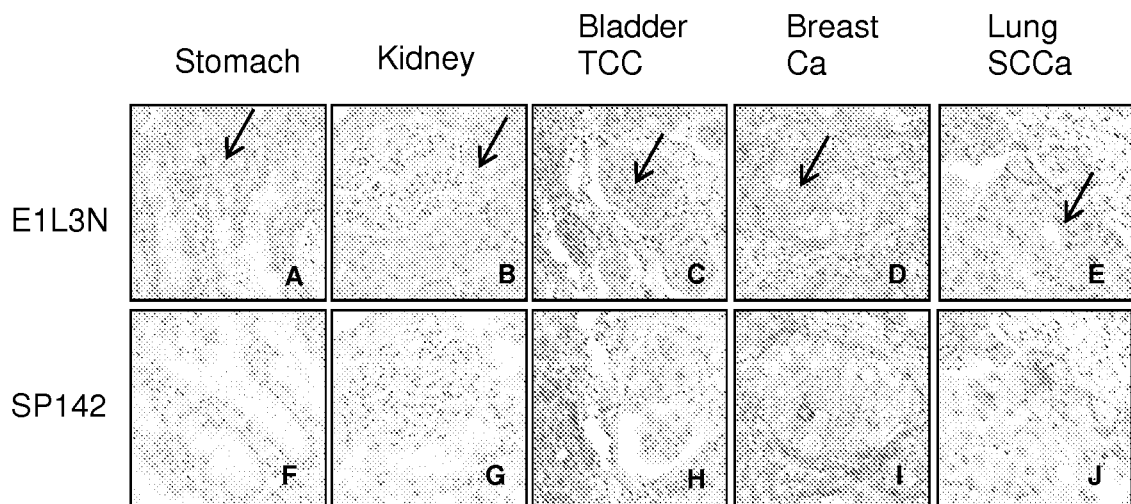 Stomach Kidney Bladder TCC Breast Ca Lung SCCa
E1L3N
A B C D E
SP142
F G H I J